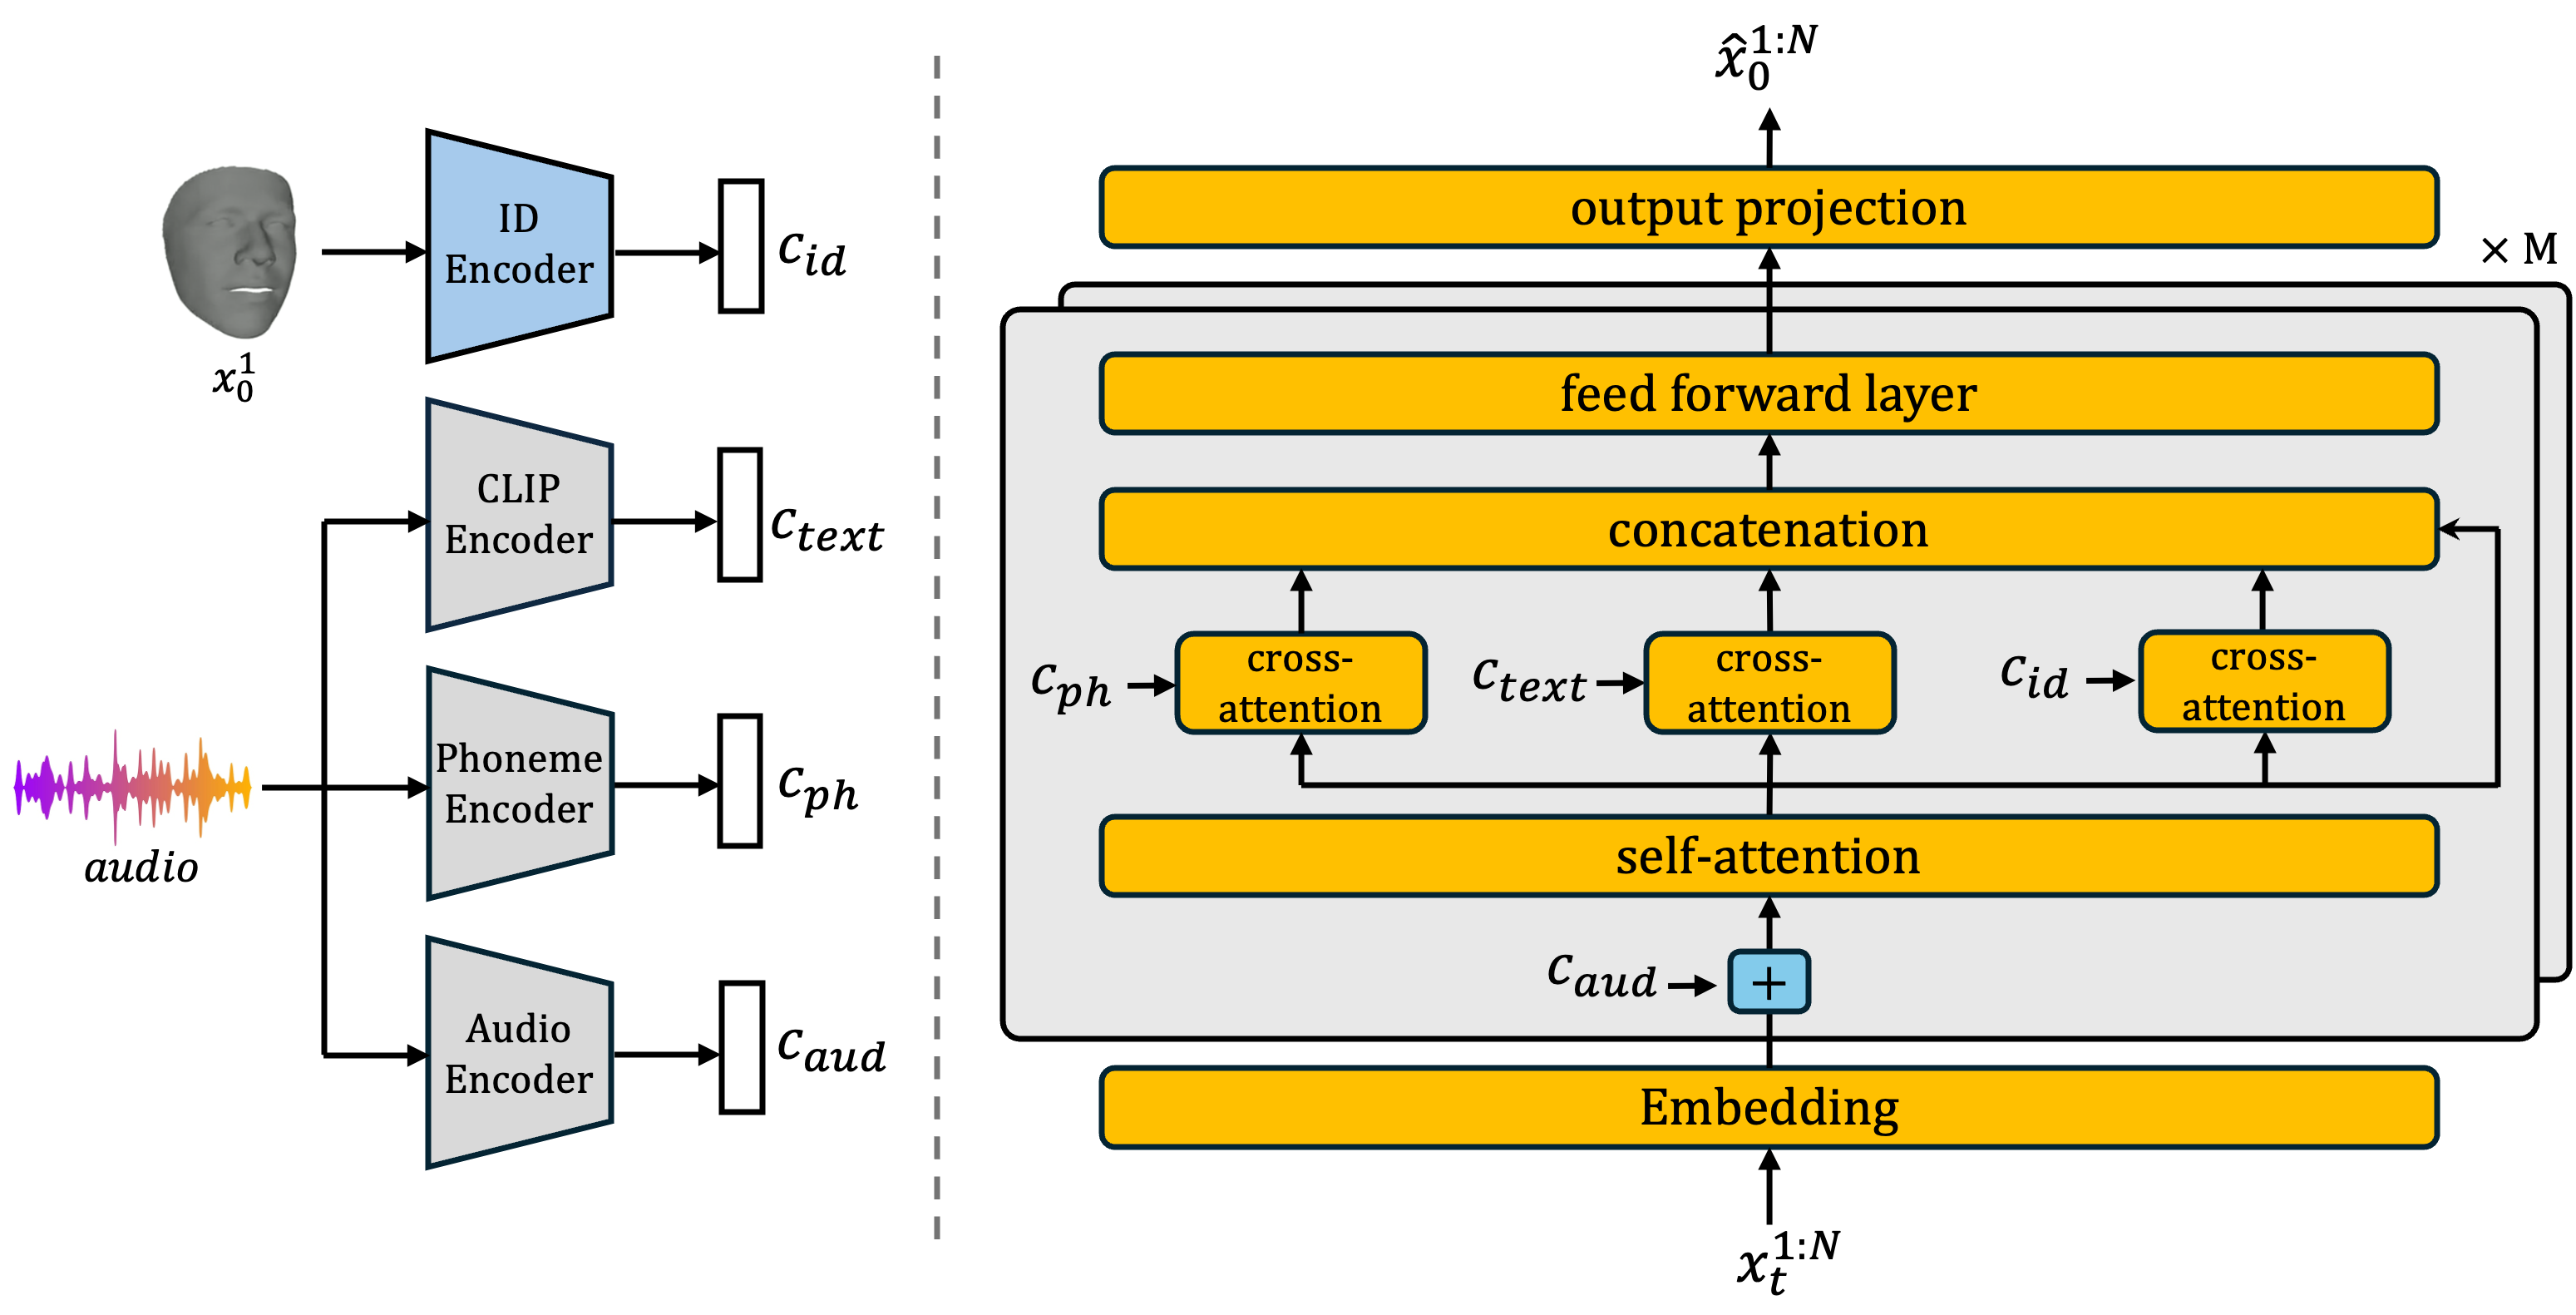 ID
Encoder
c_{id}
x_0^1
CLIP
Encoder
c_{text}
Phoneme
Encoder
c_{ph}
audio
Audio
Encoder
c_{aud}
x̂_0^{1:N}
output projection
× M
feed forward layer
concatenation
c_{ph}
cross-
attention
c_{text}
cross-
attention
c_{id}
cross-
attention
self-attention
c_{aud}
+
Embedding
x_t^{1:N}